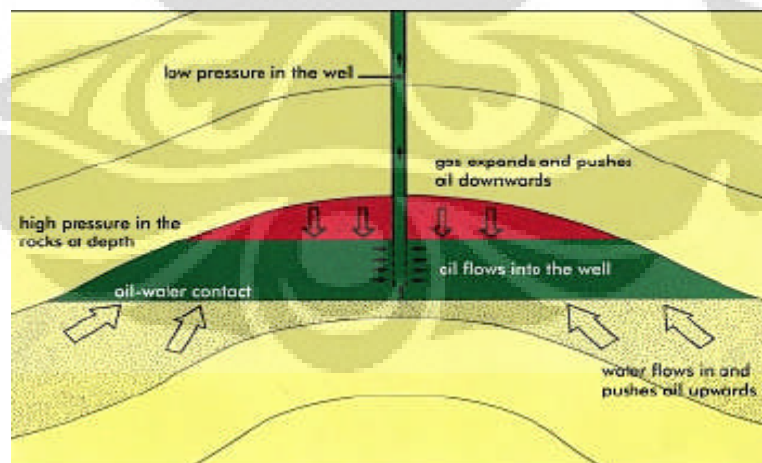 low pressure in the well
gas expands and pushes
oil downwards
high pressure in the
rocks at depth
oil flows into the well
oil-water contact
water flows in and
pushes oil upwards